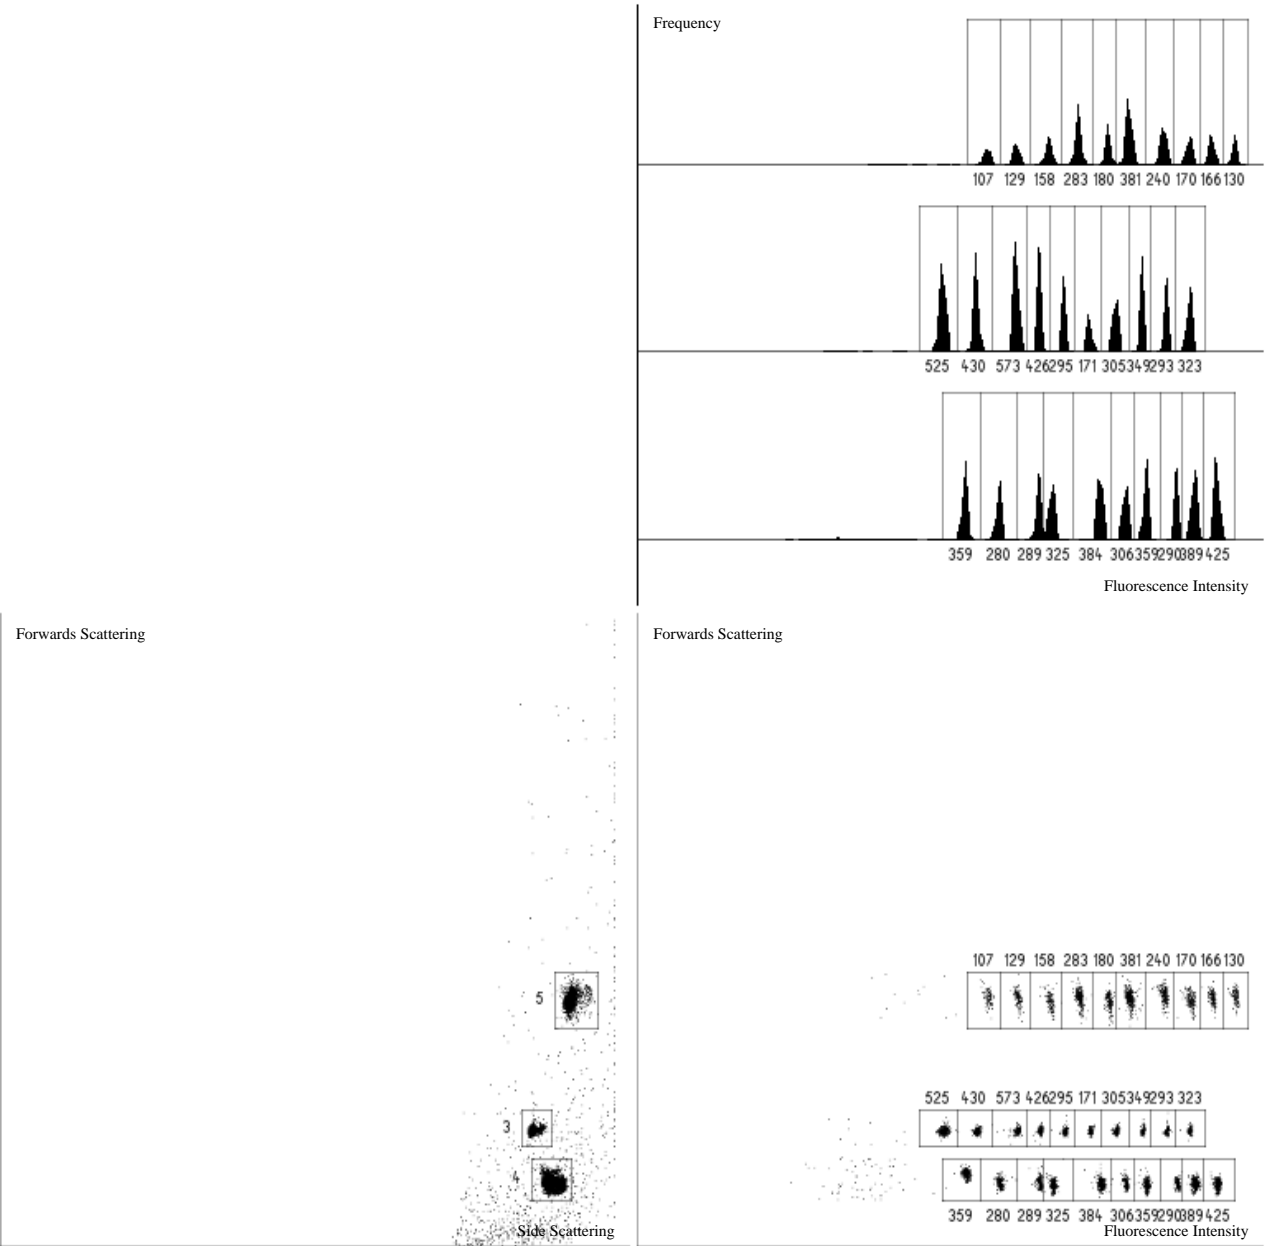 Frequency
107 129 158 283 180 381 240 170 166 130
525 430 573 426 295 171 305 349 293 323
359 280 289 325 384 306 359 290 389 425
Fluorescence Intensity
Forwards Scattering
5
3
4
Side Scattering
Forwards Scattering
107 129 158 283 180 381 240 170 166 130
525 430 573 426 295 171 305 349 293 323
359 280 289 325 384 306 359 290 389 425
Fluorescence Intensity